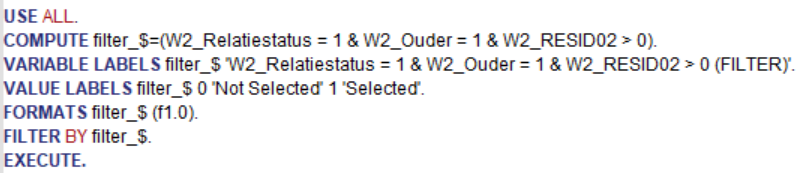 USE ALL.
COMPUTE filter_$=(W2_Relatiestatus = 1 & W2_Ouder = 1 & W2_RESID02 > 0).
VARIABLE LABELS filter_$ 'W2_Relatiestatus = 1 & W2_Ouder = 1 & W2_RESID02 > 0 (FILTER)'.
VALUE LABELS filter_$ 0 'Not Selected' 1 'Selected'.
FORMATS filter_$ (f1.0).
FILTER BY filter_$.
EXECUTE.